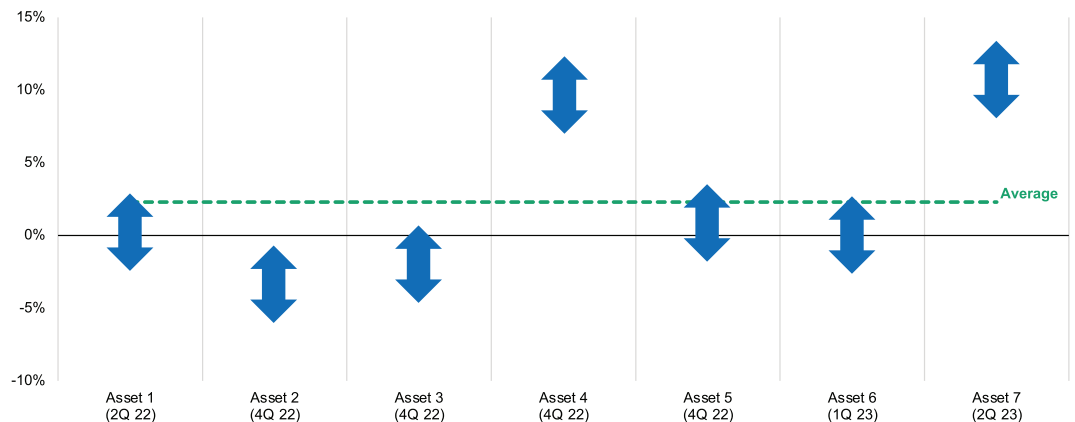 15%
10%
5%
Average
0%
-5%
-10%
Asset 1 Asset 2 Asset 3 Asset 4 Asset 5 Asset 6 Asset 7
(2Q 22) (4Q 22) (4Q 22) (4Q 22) (4Q 22) (1Q 23) (2Q 23)